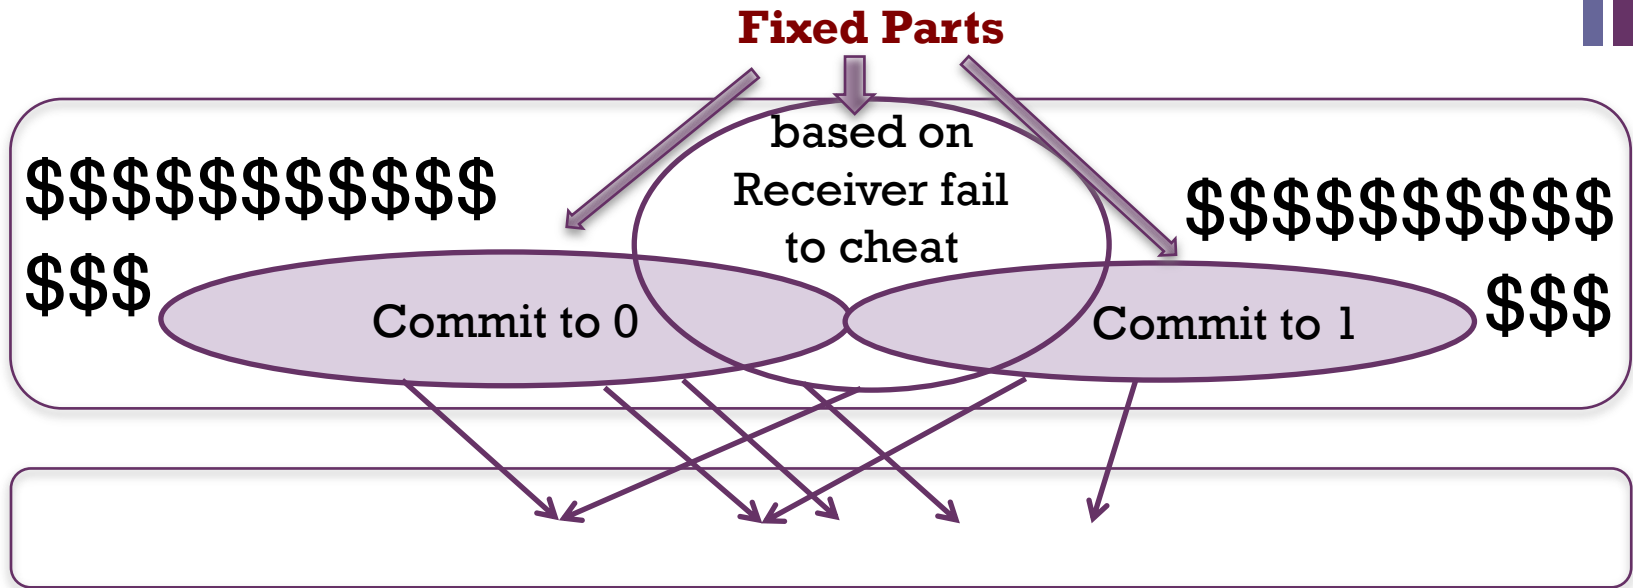 Fixed Parts
based on
Receiver fail
to cheat
$$$$$$$$$$$
$$$
$$$$$$$$$$
$$$
Commit to 0
Commit to 1